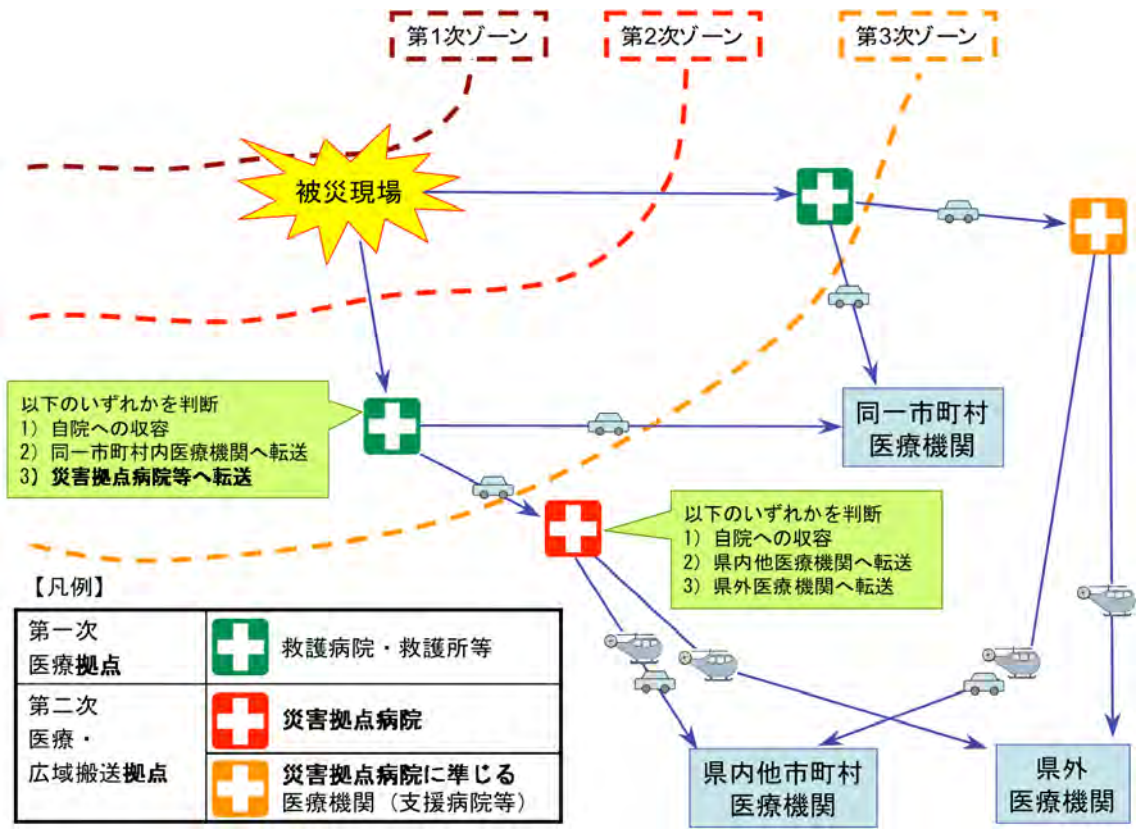 第1次ゾーン
第2次ゾーン
第3次ゾーン
被災現場
以下のいずれかを判断
1) 自院への収容
2) 同一市町村内医療機関へ転送
3) 災害拠点病院等へ転送
同一市町村
医療機関
以下のいずれかを判断
1) 自院への収容
2) 県内他医療機関へ転送
3) 県外医療機関へ転送
【凡例】
第一次
医療拠点
救護病院・救護所等
第二次
医療・
広域搬送拠点
災害拠点病院
災害拠点病院に準じる
医療機関（支援病院等）
県内他市町村
医療機関
県外
医療機関